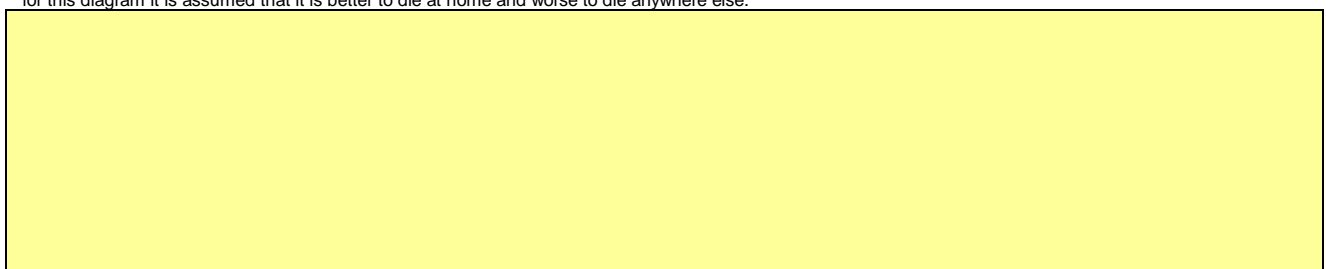 for this diagram it is assumed that it is better to die at home and worse to die anywhere else.